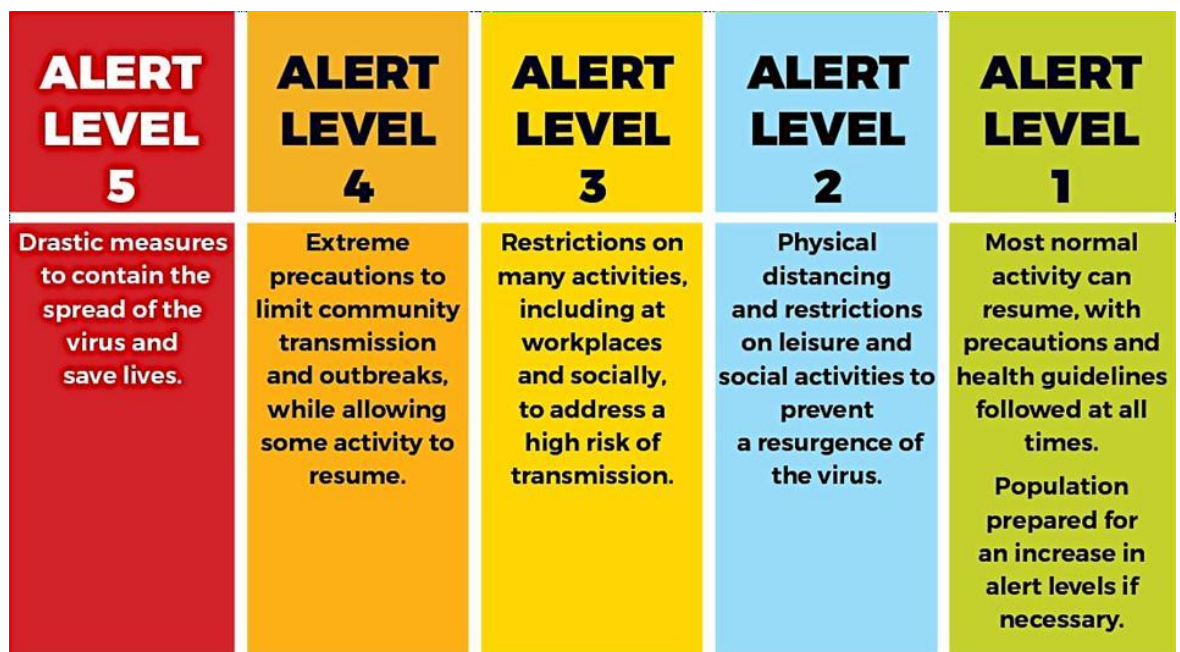 ALERT
LEVEL
5
Drastic measures
to contain the
spread of the
virus and
save lives.
ALERT
LEVEL
4
Extreme
precautions to
limit community
transmission
and outbreaks,
while allowing
some activity to
resume.
ALERT
LEVEL
3
Restrictions on
many activities,
including at
workplaces
and socially,
to address a
high risk of
transmission.
ALERT
LEVEL
2
Physical
distancing
and restrictions
on leisure and
social activities to
prevent
a resurgence of
the virus.
ALERT
LEVEL
1
Most normal
activity can
resume, with
precautions and
health guidelines
followed at all
times.
Population
prepared for
an increase in
alert levels if
necessary.